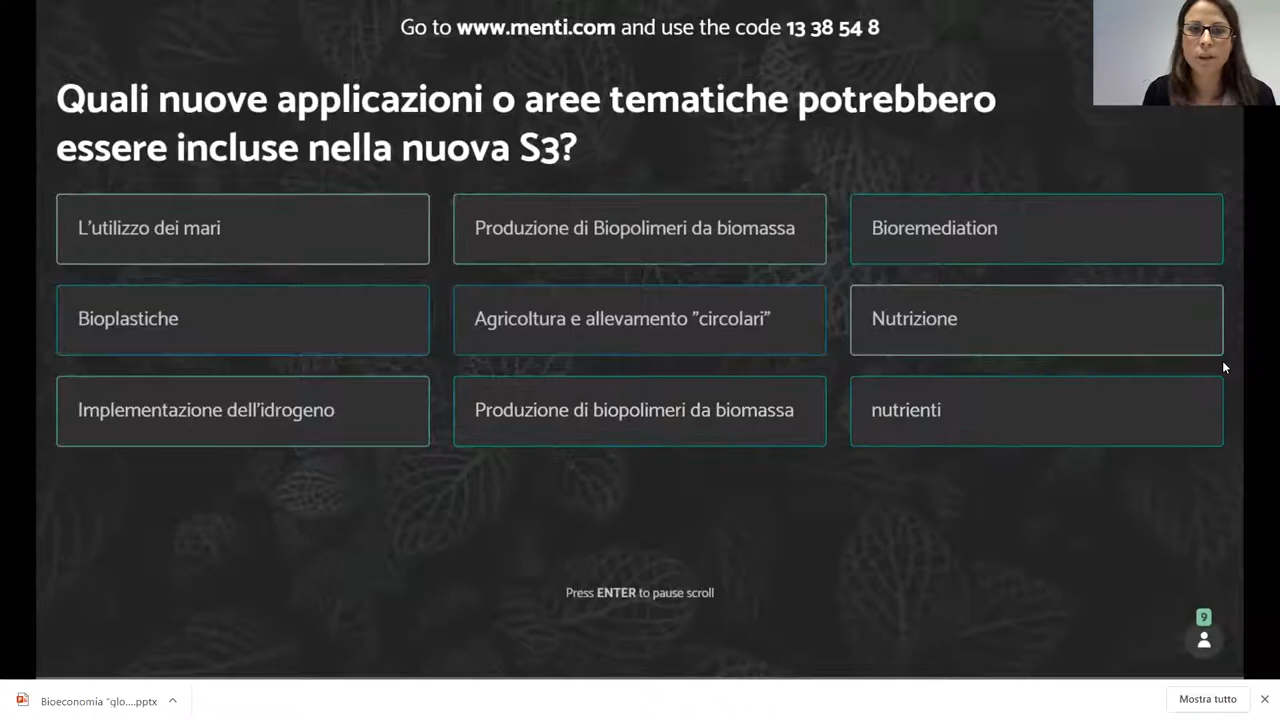 Go to www.menti.com and use the code 13 38 54 8
Quali nuove applicazioni o aree tematiche potrebbero
essere incluse nella nuova S3?
L'utilizzo dei mari
Produzione di Biopolimeri da biomassa
Bioremediation
Bioplastiche
Agricoltura e allevamento "circolari"
Nutrizione
Implementazione dell'idrogeno
Produzione di biopolimeri da biomassa
nutrienti
Press ENTER to pause scroll
9
Bioeconomia "glo....pptx
Mostra tutto